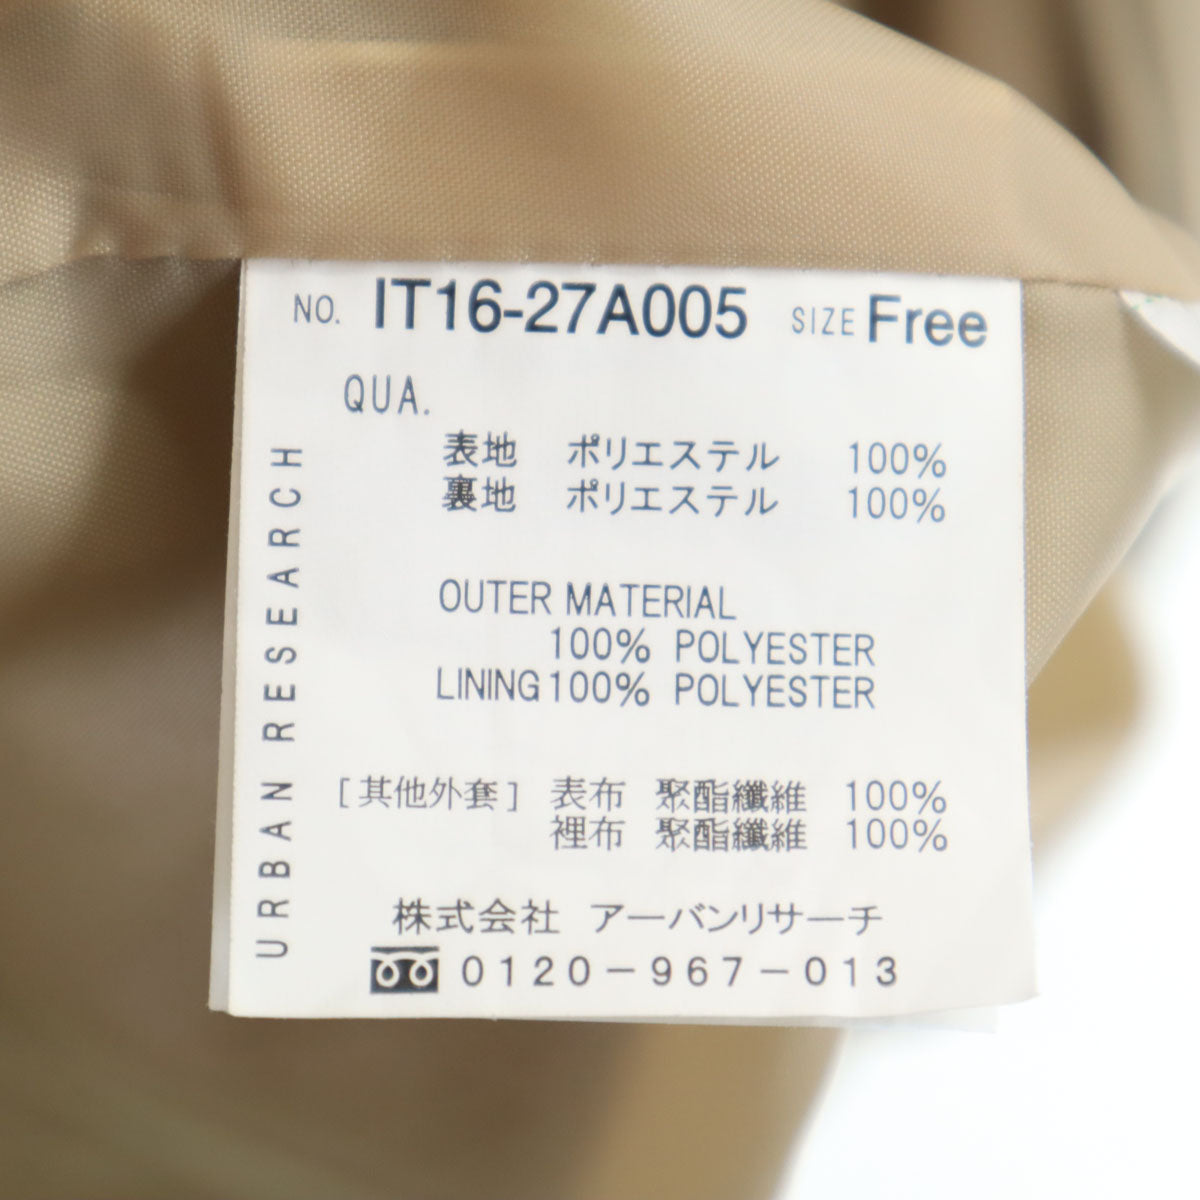 NO. IT16-27A005 SIZE Free
QUA.
表地 ポリエステル 100%
裏地 ポリエステル 100%
OUTER MATERIAL
100% POLYESTER
LINING100% POLYESTER
[其他外套] 表布 聚酯纖維 100%
裡布 聚酯纖維 100%
株式会社 アーバンリサーチ
0120-967-013
URBAN RESEARCH